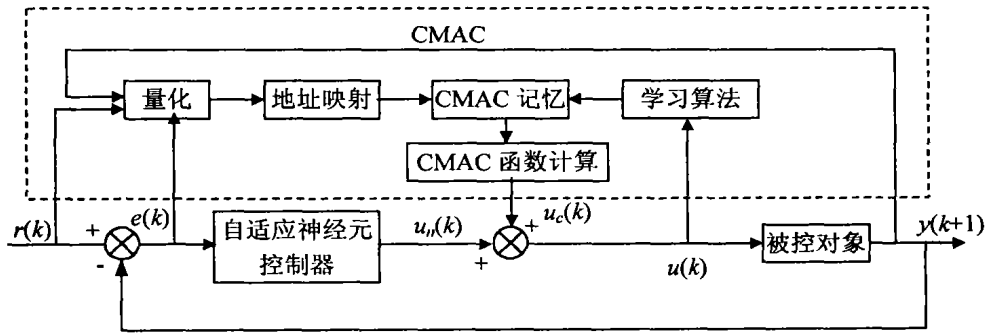 CMAC
量化
地址映射
CMAC 记忆
学习算法
CMAC 函数计算
r(k)
+
-
e(k)
自适应神经元
控制器
uₙ(k)
+
+
u_c(k)
u(k)
被控对象
y(k+1)